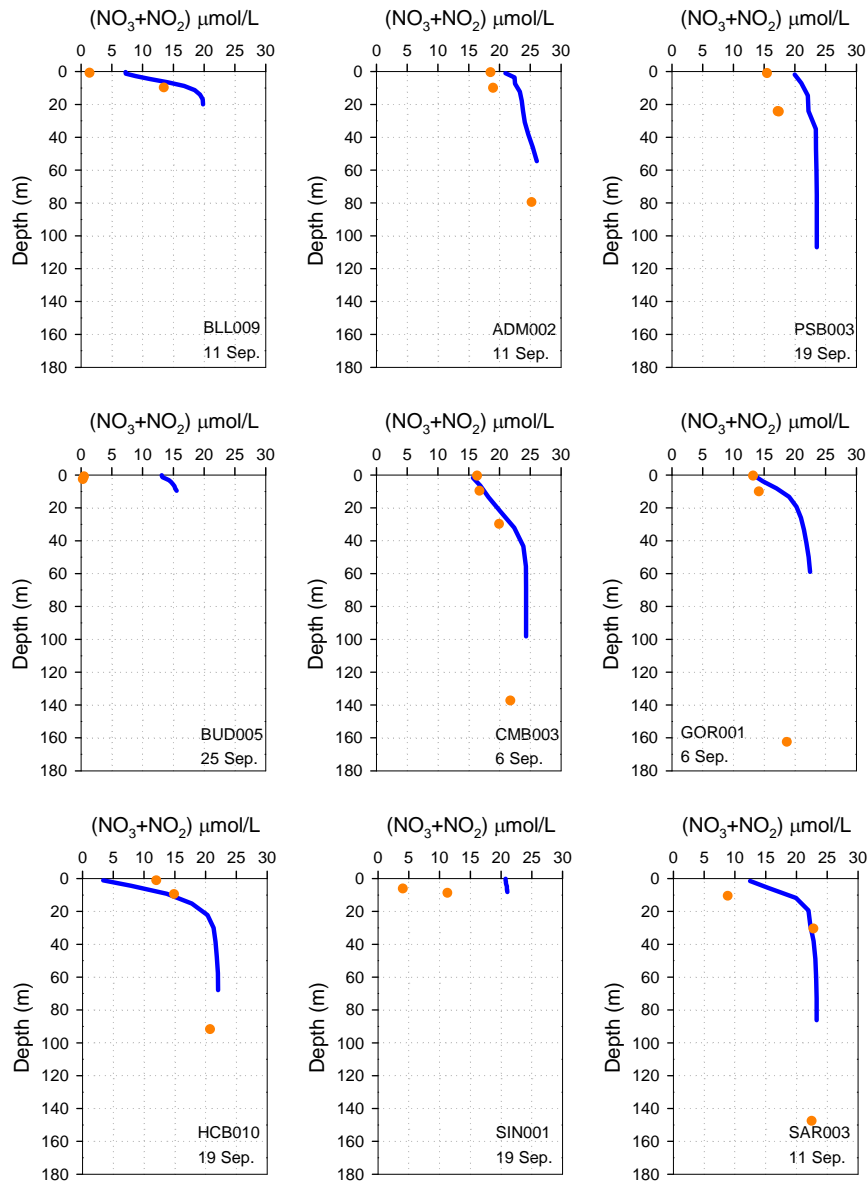 (NO₃+NO₂) μmol/L (NO₃+NO₂) μmol/L (NO₃+NO₂) μmol/L
0 5 10 15 20 25 30 0 5 10 15 20 25 30 0 5 10 15 20 25 30
Depth (m) Depth (m) Depth (m)
0 0 0
20 20 20
40 40 40
60 60 60
80 80 80
100 100 100
120 120 120
140 140 140
160 BLL009 160 ADM002 160 PSB003
11 Sep. 11 Sep. 19 Sep.
180 180 180
(NO₃+NO₂) μmol/L (NO₃+NO₂) μmol/L (NO₃+NO₂) μmol/L
0 5 10 15 20 25 30 0 5 10 15 20 25 30 0 5 10 15 20 25 30
Depth (m) Depth (m) Depth (m)
0 0 0
20 20 20
40 40 40
60 60 60
80 80 80
100 100 100
120 120 120
140 140 140
160 BUD005 160 CMB003 160 GOR001
25 Sep. 6 Sep. 6 Sep.
180 180 180
(NO₃+NO₂) μmol/L (NO₃+NO₂) μmol/L (NO₃+NO₂) μmol/L
0 5 10 15 20 25 30 0 5 10 15 20 25 30 0 5 10 15 20 25 30
Depth (m) Depth (m) Depth (m)
0 0 0
20 20 20
40 40 40
60 60 60
80 80 80
100 100 100
120 120 120
140 140 140
160 HCB010 160 SIN001 160 SAR003
19 Sep. 19 Sep. 11 Sep.
180 180 180